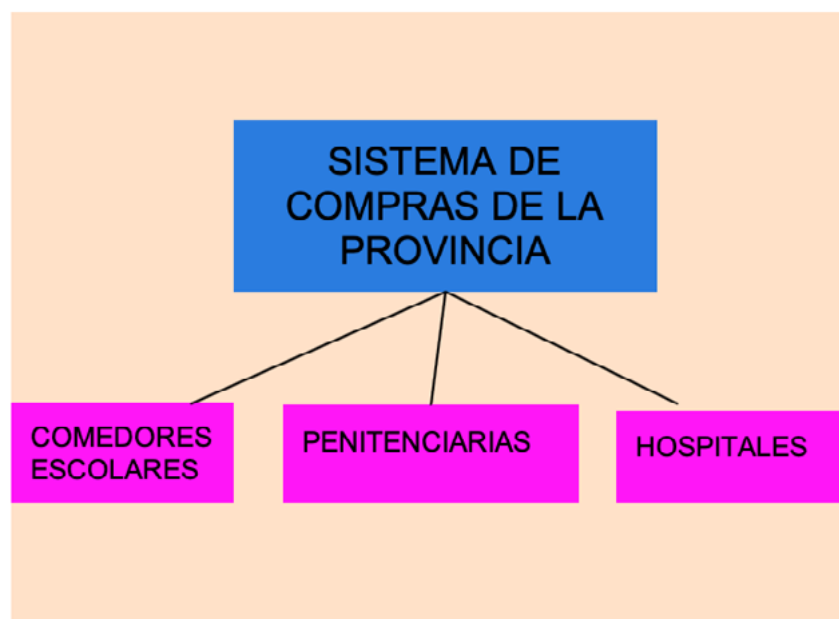 SISTEMA DE
COMPRAS DE LA
PROVINCIA
COMEDORES
ESCOLARES
PENITENCIARIAS
HOSPITALES